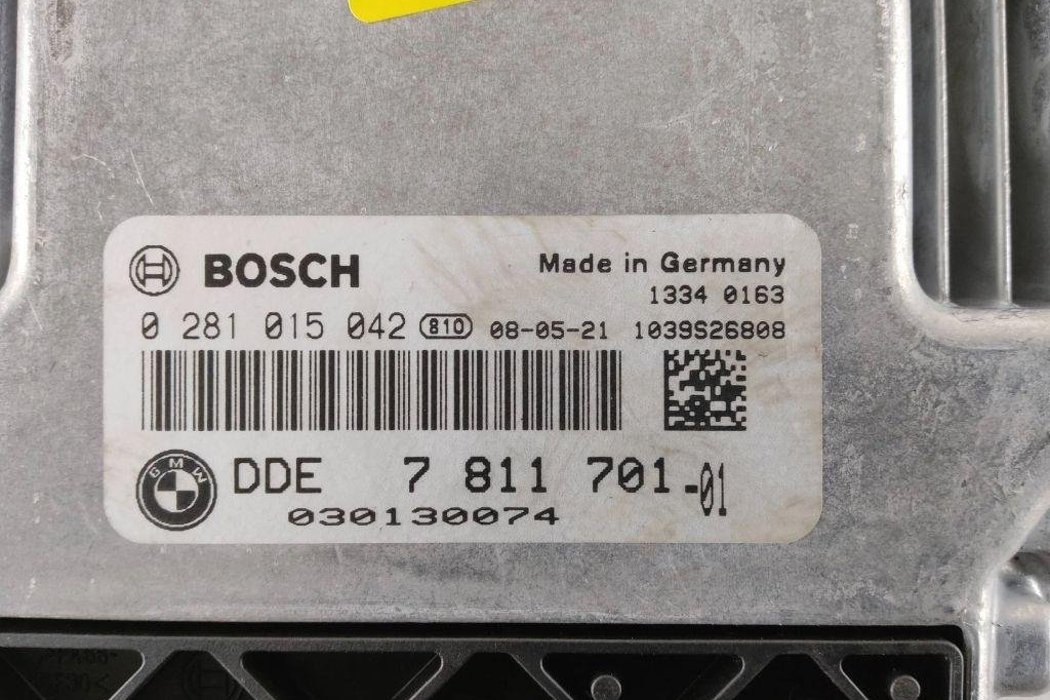 BOSCH
Made in Germany
1334 0163
0 281 015 042 810 08-05-21 1039S26808
BMW
DDE 7 811 701-01
030130074